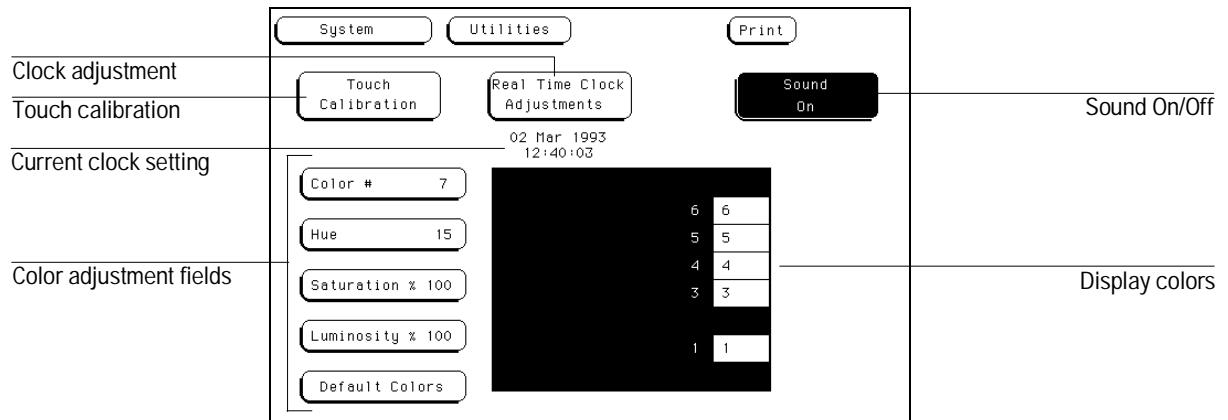 System Utilities Print
Clock adjustment
Touch calibration
Touch
Calibration
Real Time Clock
Adjustments
Sound
On
Sound On/Off
02 Mar 1993
12:40:03
Current clock setting
Color # 7
6 6
Hue 15
5 5
4 4
Color adjustment fields
Saturation % 100
3 3
Display colors
Luminosity % 100
1 1
Default Colors